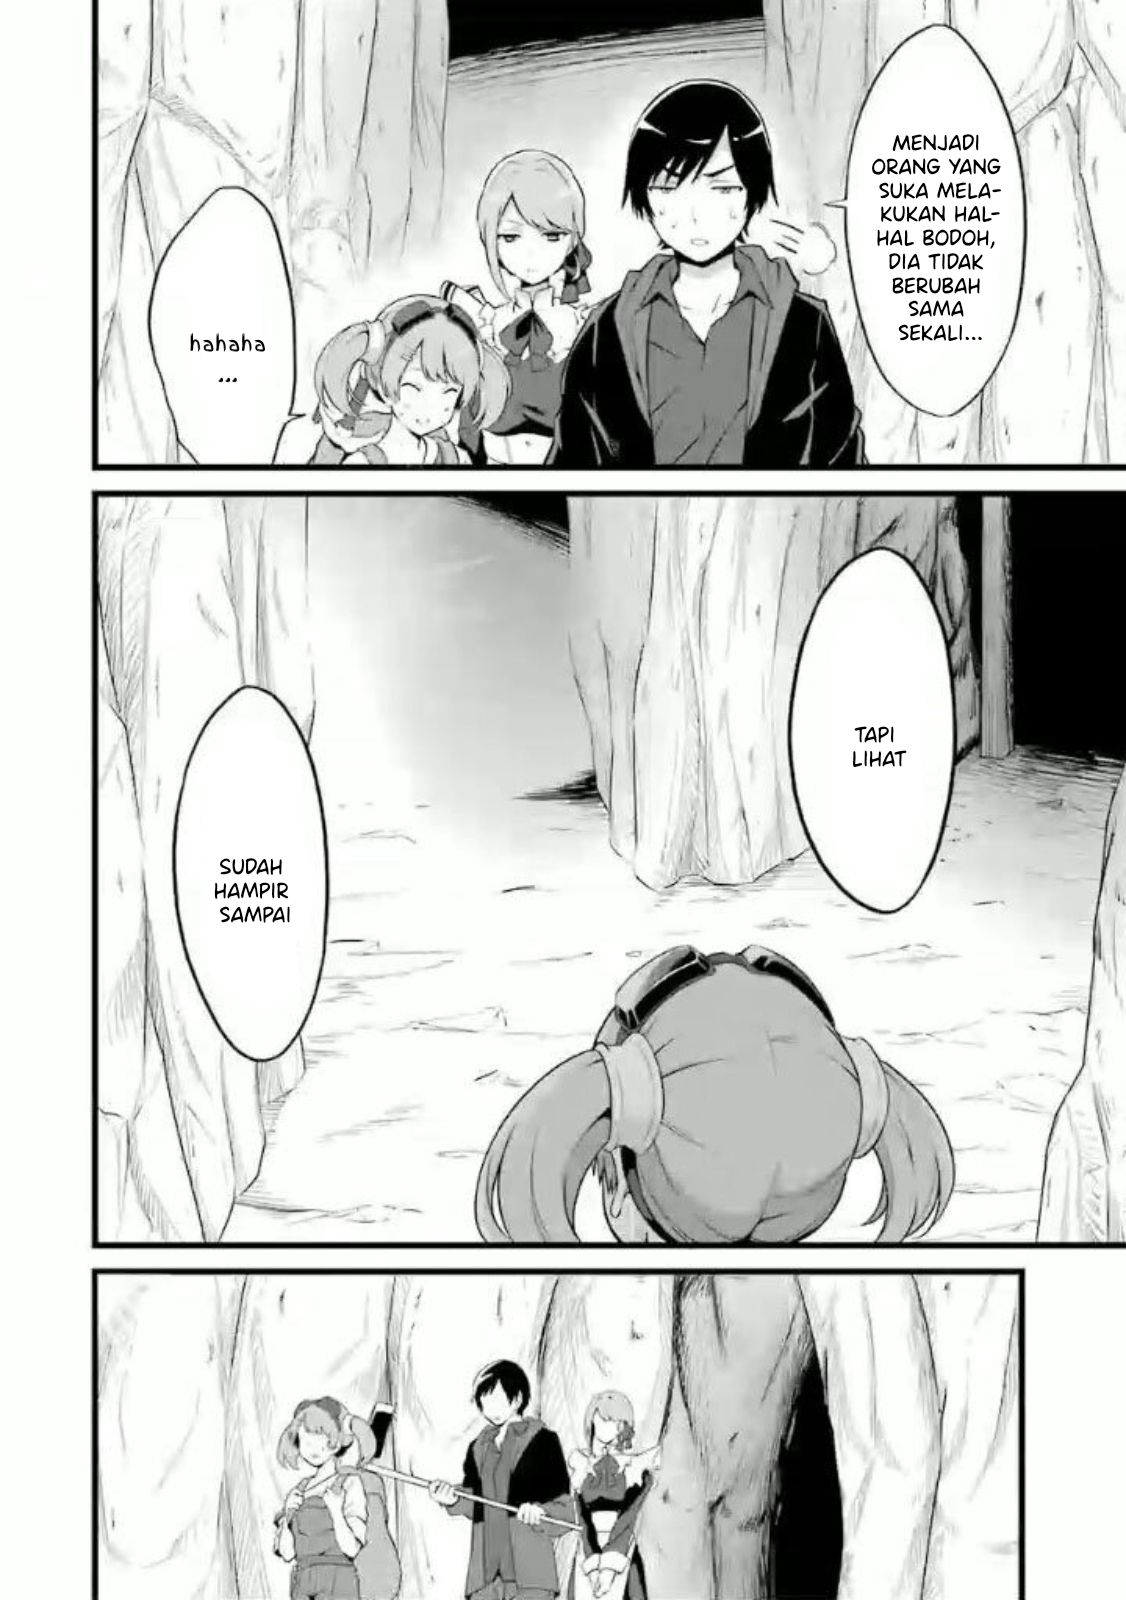 MENJADI
ORANG YANG
SUKA MELA-
KUKAN HAL-
HAL BODOH,
DIA TIDAK
BERUBAH
SAMA
SEKALI...
hahaha
...
TAPI
LIHAT
SUDAH
HAMPIR
SAMPAI